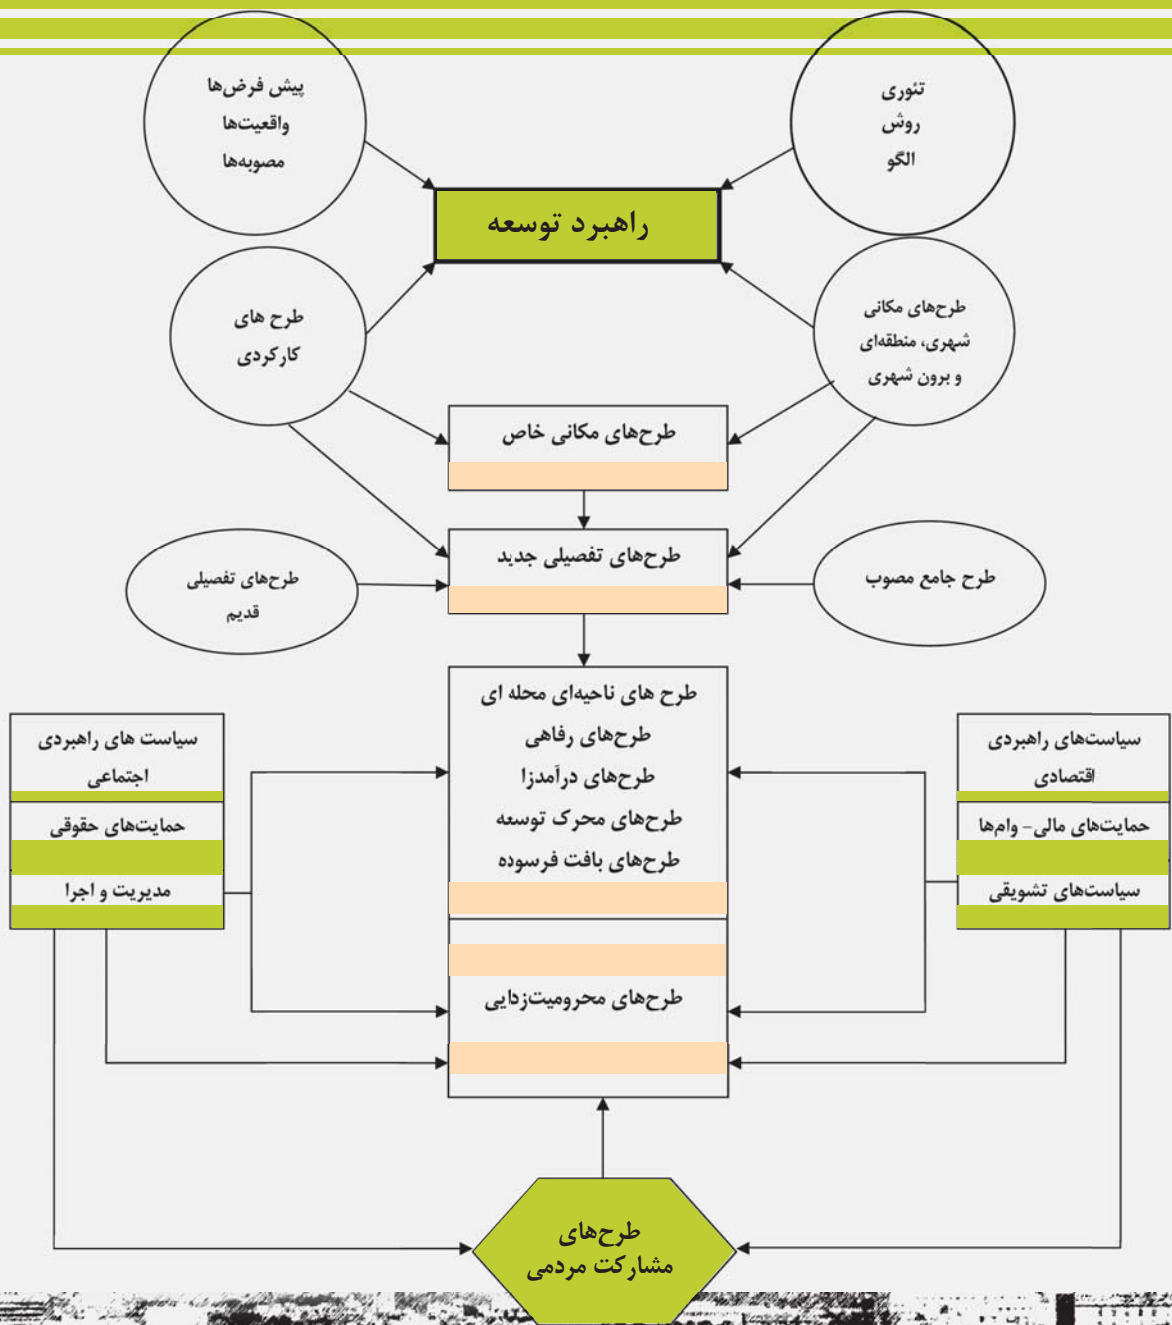 تئوری
روش
الگو
پیش فرض‌ها
واقعیت‌ها
مصوبه‌ها
راهبرد توسعه
طرح‌های مکانی
شهری، منطقه‌ای
و برون شهری
طرح های
کارکردی
طرح‌های مکانی خاص
طرح‌های تفصیلی جدید
طرح جامع مصوب
طرح‌های تفصیلی
قدیم
طرح های ناحیه‌ای محله ای
طرح‌های رفاهی
طرح‌های درآمدزا
طرح‌های محرک توسعه
طرح‌های بافت فرسوده
طرح‌های محرومیت‌زدایی
سیاست‌های راهبردی
اقتصادی
حمایت‌های مالی- وام‌ها
سیاست‌های تشویقی
سیاست های راهبردی
اجتماعی
حمایت‌های حقوقی
مدیریت و اجرا
طرح‌های
مشارکت مردمی